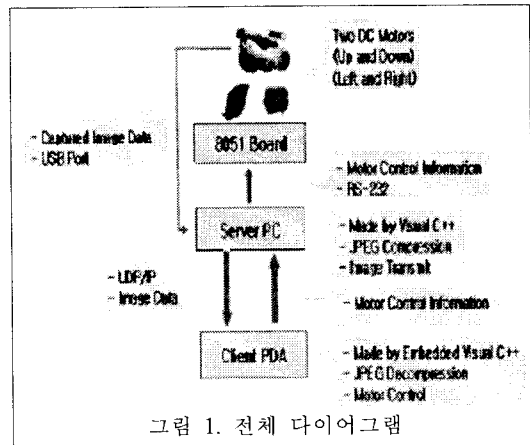 Two DC Motors
(Up and Down)
(Left and Right)
- Captured Image Data
- USB Port
8051 Board
- Motor Control Information
- RS-232
Server PC
- Made by Visual C++
- JPEG Compression
- Image Transmit
- UDP/IP
- Image Data
- Motor Control Information
Client PDA
- Made by Embedded Visual C++
- JPEG Decompression
- Motor Control
그림 1. 전체 다이어그램